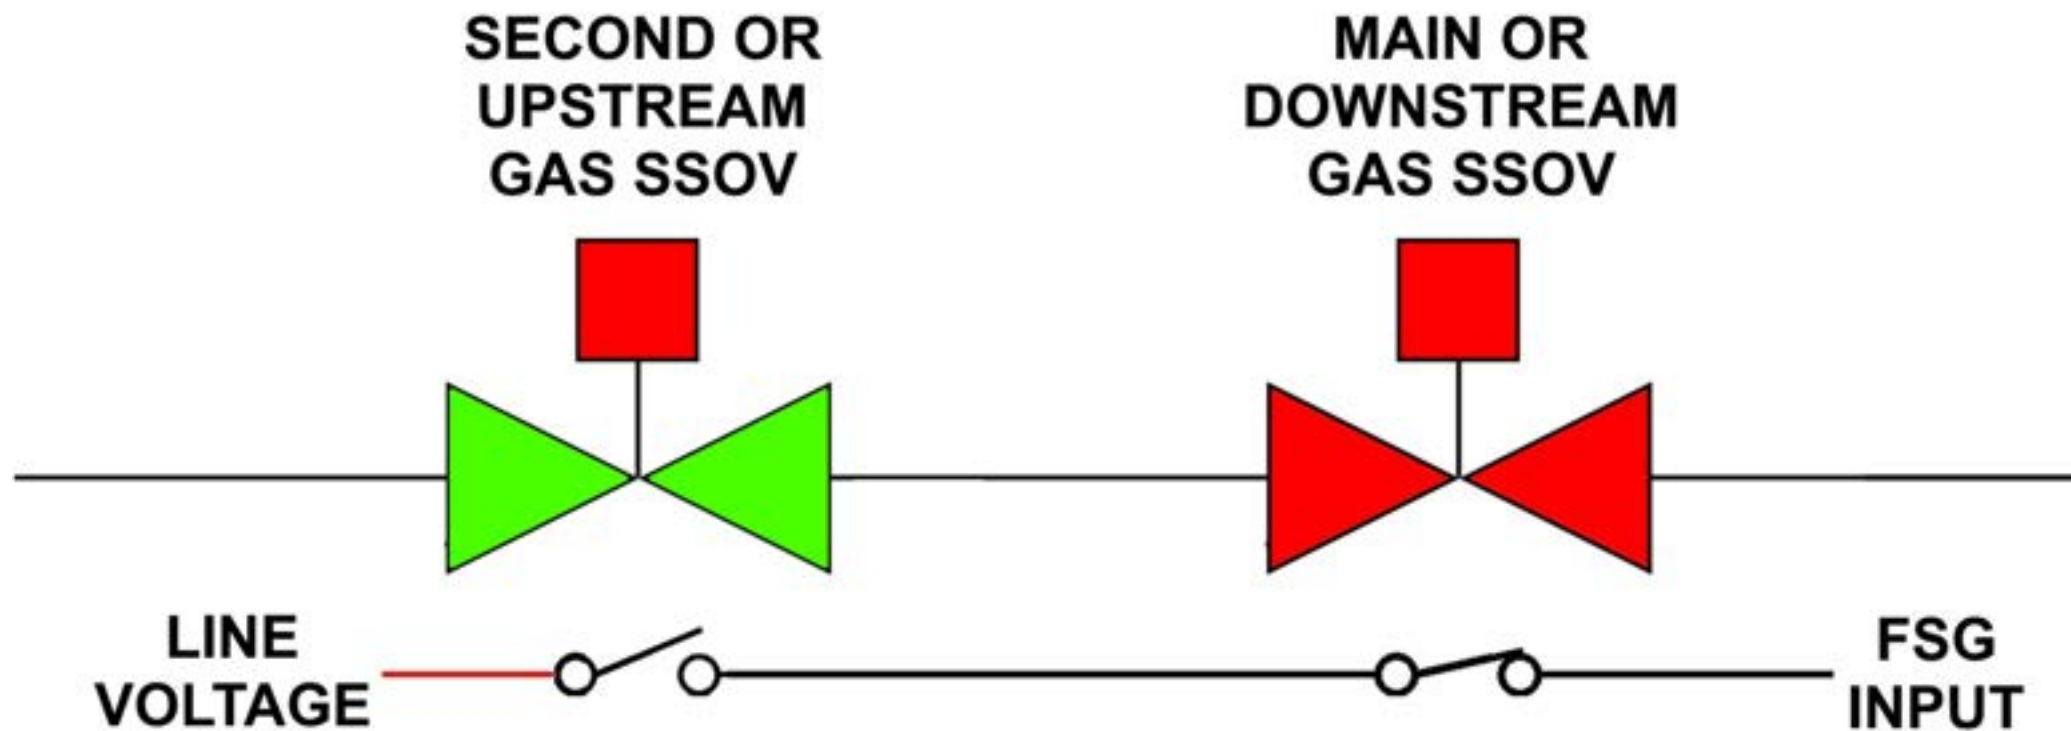 SECOND OR
UPSTREAM
GAS SSOV
MAIN OR
DOWNSTREAM
GAS SSOV
LINE
VOLTAGE
FSG
INPUT